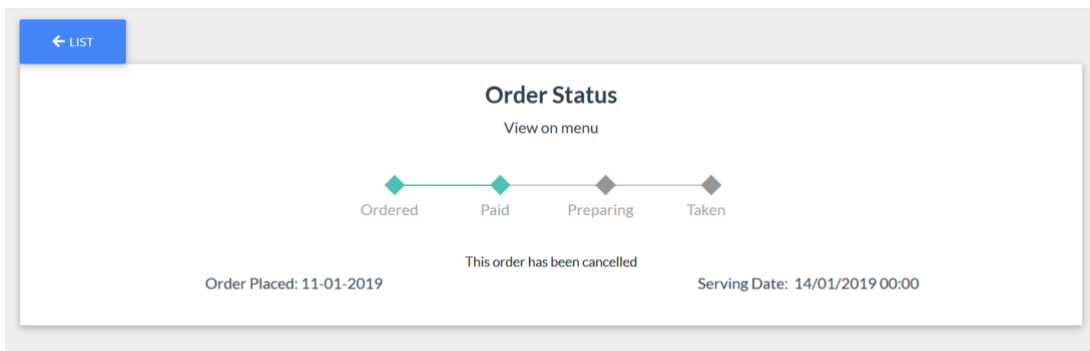 LIST
Order Status
View on menu
Ordered Paid Preparing Taken
This order has been cancelled
Order Placed: 11-01-2019 Serving Date: 14/01/2019 00:00